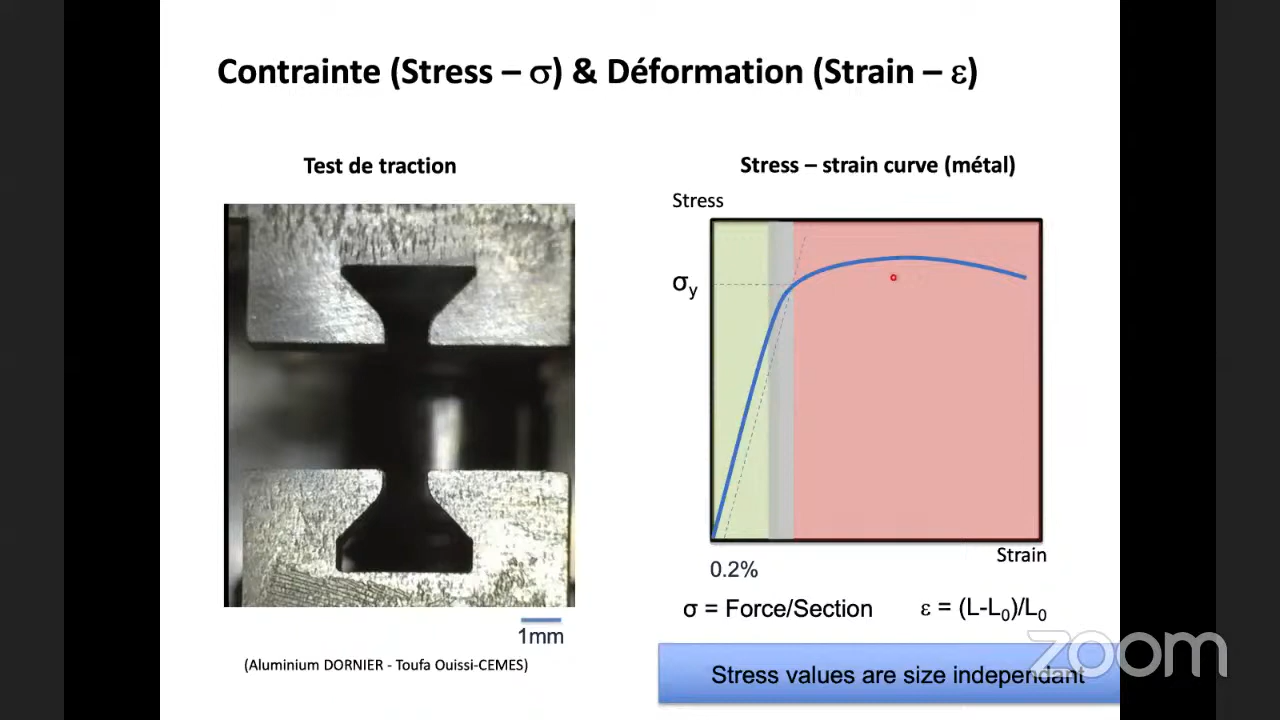 Contrainte (Stress – σ) & Déformation (Strain – ε)
Test de traction
1mm
(Aluminium DORNIER - Toufa Ouissi-CEMES)
Stress – strain curve (métal)
Stress
σy
Strain
0.2%
σ = Force/Section
ε = (L-L0)/L0
Stress values are size independant
zoom